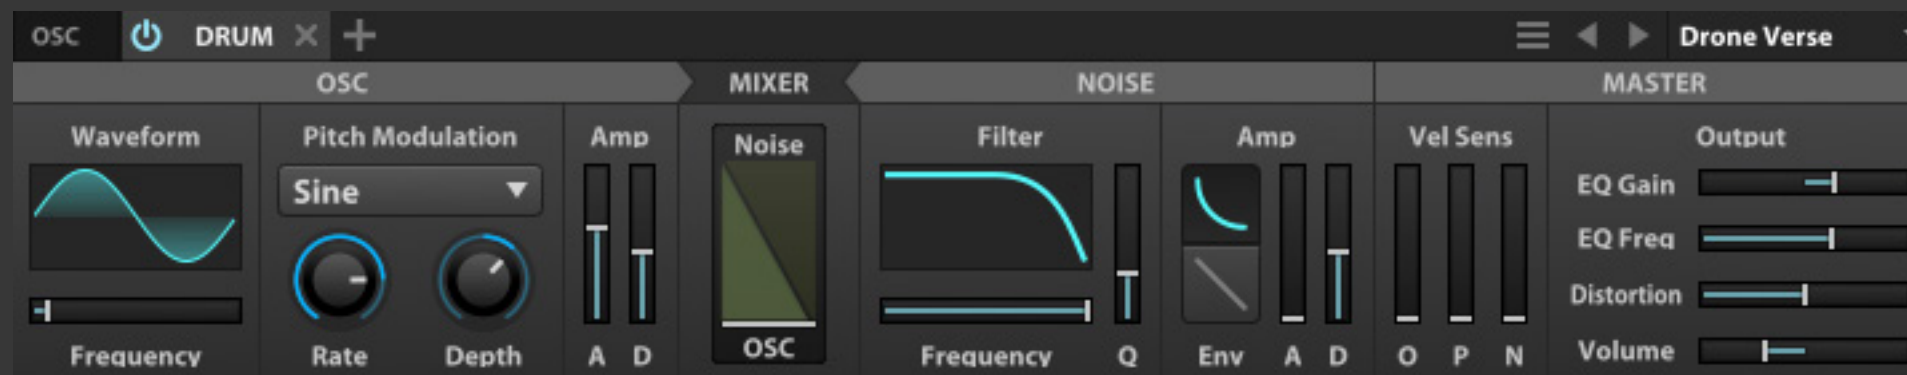 OSC DRUM Drone Verse
OSC MIXER NOISE MASTER
Waveform Pitch Modulation Amp Noise Filter Amp Vel Sens Output
Sine
EQ Gain
EQ Freq
Distortion
Volume
Frequency Rate Depth A D OSC Frequency Q Env A D O P N